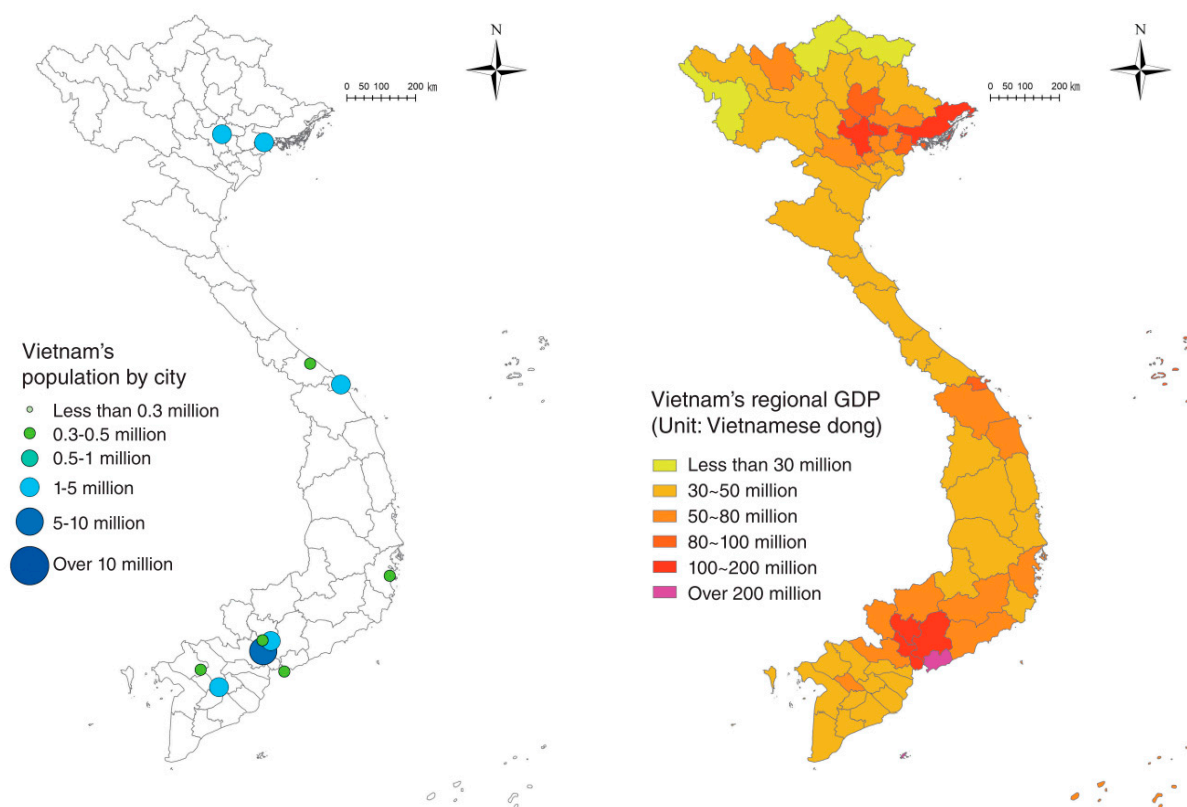 N
0 50 100 200 km
Vietnam's
population by city
Less than 0.3 million
0.3-0.5 million
0.5-1 million
1-5 million
5-10 million
Over 10 million
N
0 50 100 200 km
Vietnam's regional GDP
(Unit: Vietnamese dong)
Less than 30 million
30~50 million
50~80 million
80~100 million
100~200 million
Over 200 million